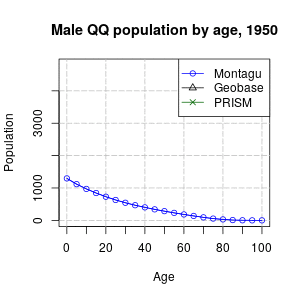 Male QQ population by age, 1950
Montagu
Geobase
PRISM
Population
3000
1000
0
0 20 40 60 80 100
Age